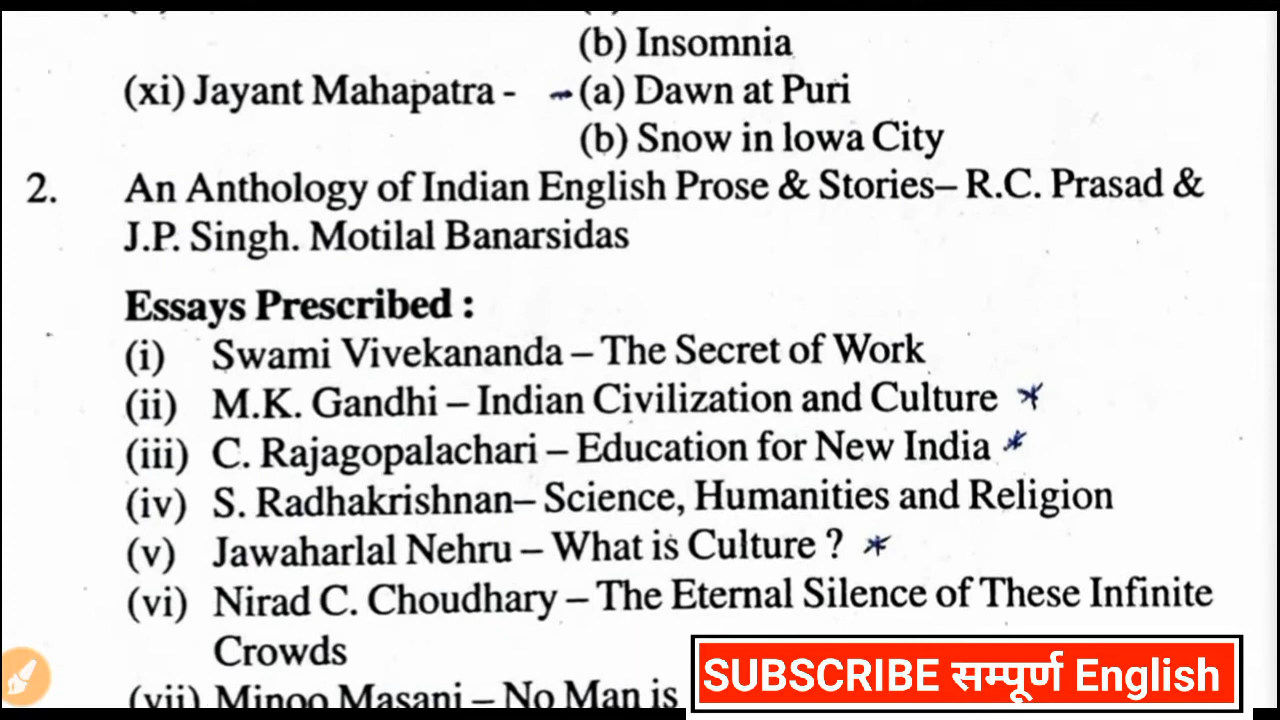 (b) Insomnia
(xi) Jayant Mahapatra - (a) Dawn at Puri
(b) Snow in lowa City
2. An Anthology of Indian English Prose & Stories– R.C. Prasad &
J.P. Singh. Motilal Banarsidas
Essays Prescribed :
(i) Swami Vivekananda – The Secret of Work
(ii) M.K. Gandhi – Indian Civilization and Culture *
(iii) C. Rajagopalachari – Education for New India *
(iv) S. Radhakrishnan– Science, Humanities and Religion
(v) Jawaharlal Nehru – What is Culture ? *
(vi) Nirad C. Choudhary – The Eternal Silence of These Infinite
Crowds
(vii) Minoo Masani – No Man is
SUBSCRIBE सम्पूर्ण English